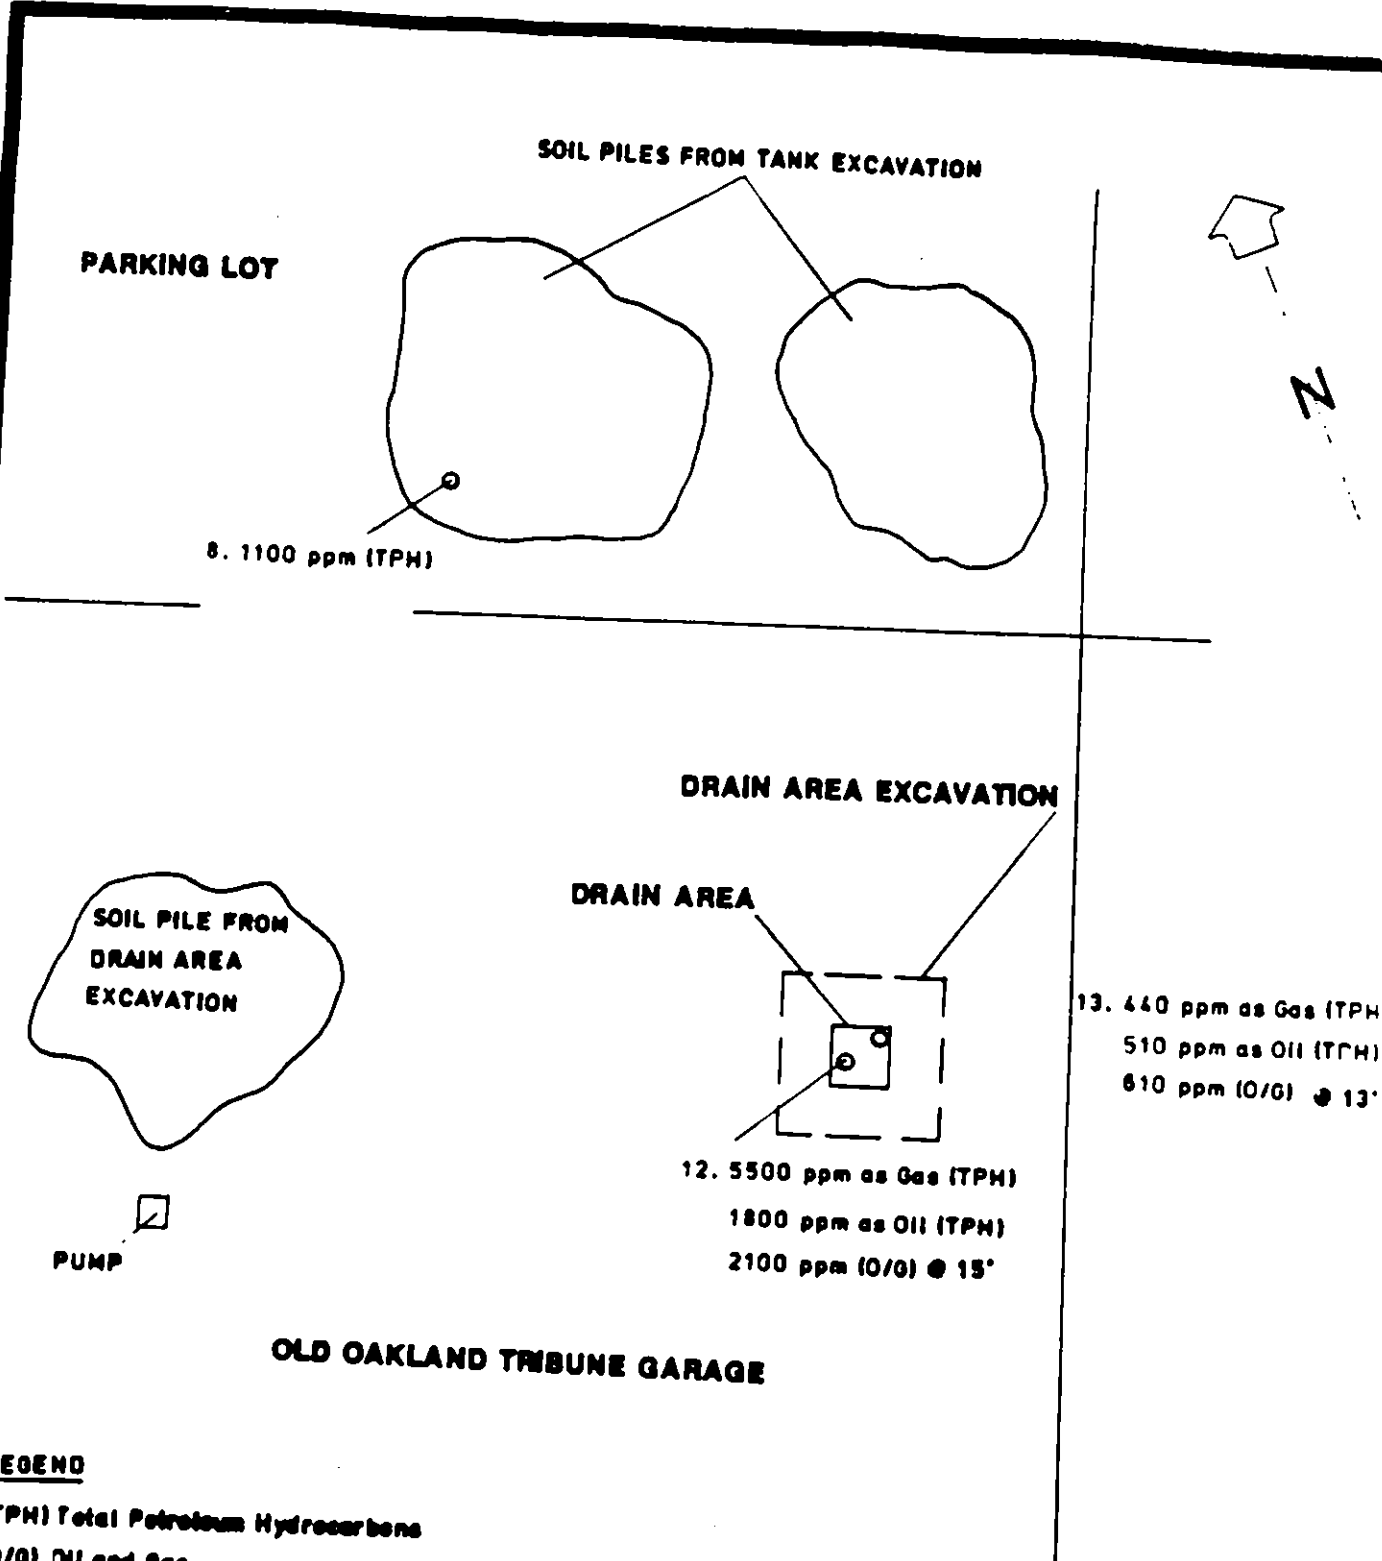 SOIL PILES FROM TANK EXCAVATION
PARKING LOT
N
8. 1100 ppm (TPH)
DRAIN AREA EXCAVATION
DRAIN AREA
SOIL PILE FROM
DRAIN AREA
EXCAVATION
13. 440 ppm as Gas (TPH
510 ppm as Oil (TPH)
610 ppm (O/G) @ 13'
12. 5500 ppm as Gas (TPH)
1800 ppm as Oil (TPH)
2100 ppm (O/G) @ 15'
PUMP
OLD OAKLAND TRIBUNE GARAGE
EGEND
TPH) Total Petroleum Hydrocarbons
O/G) Oil and